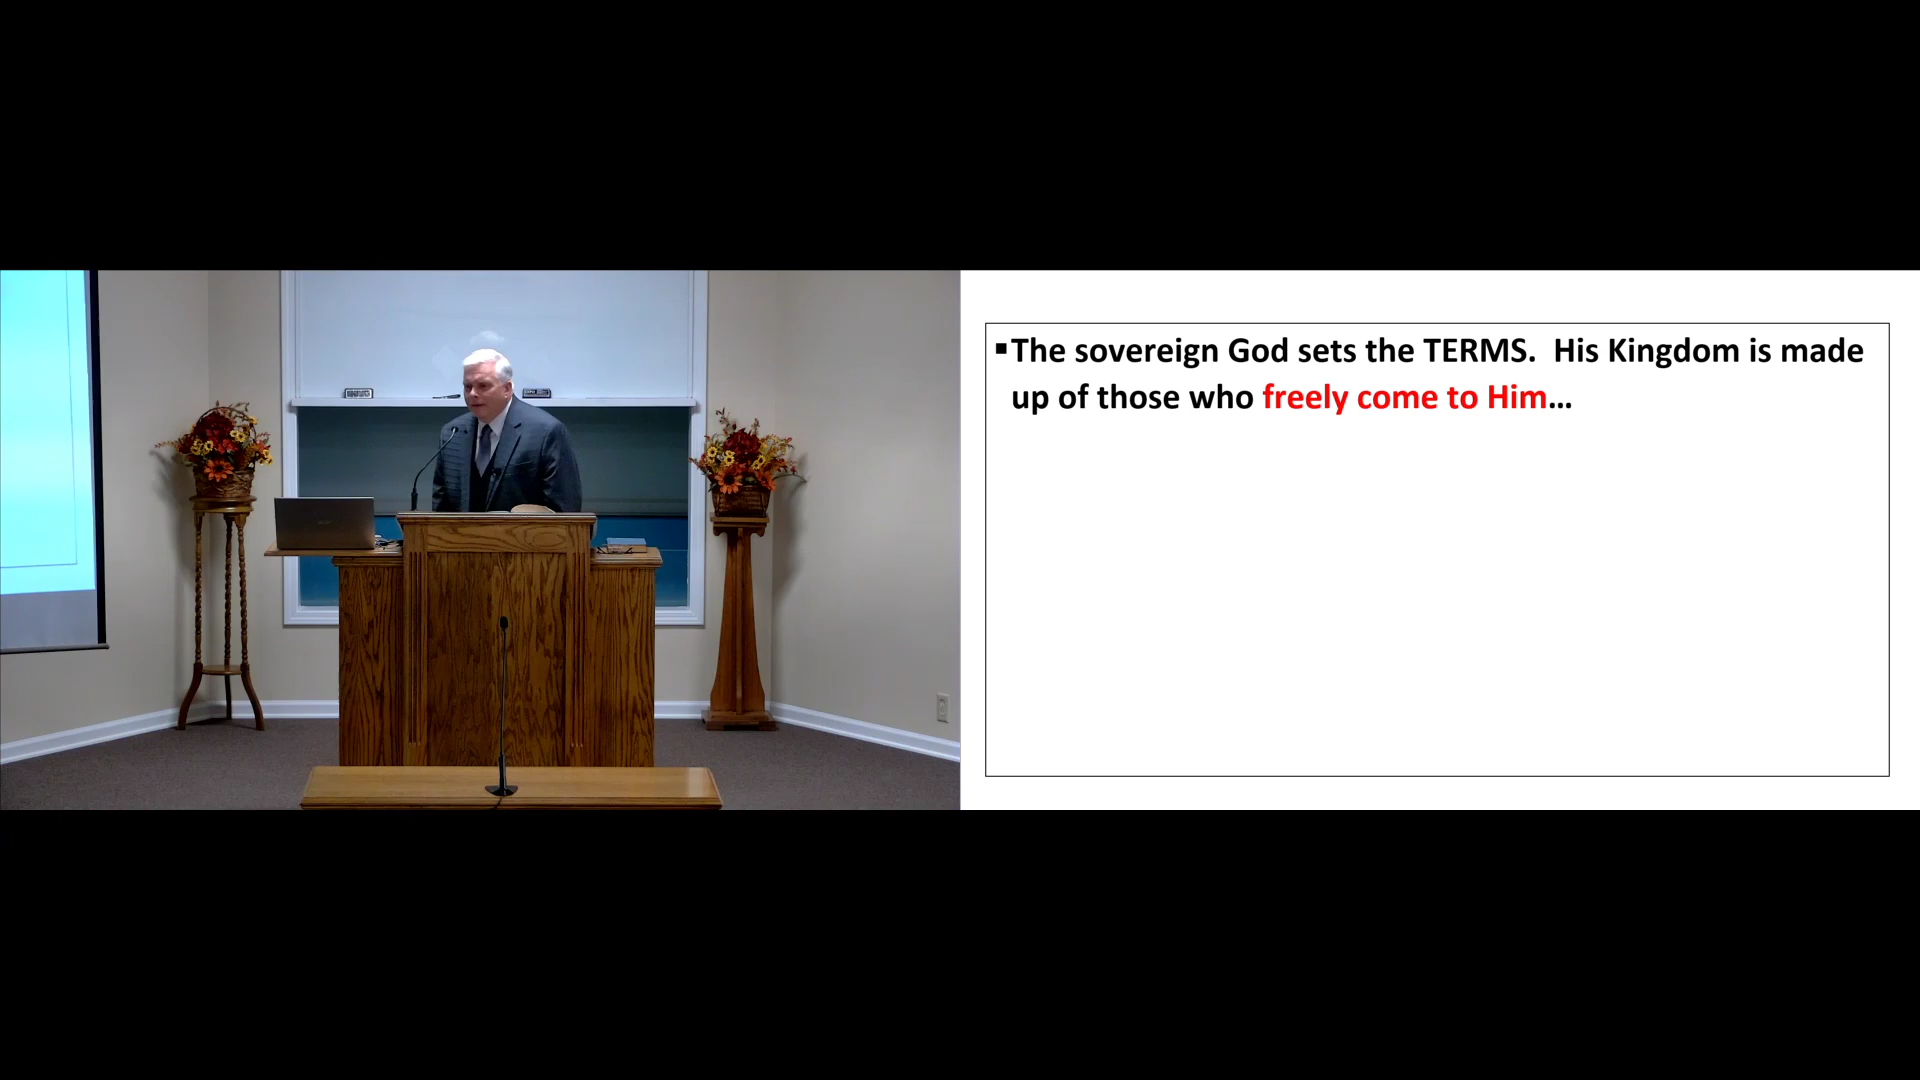 ▪The sovereign God sets the TERMS.  His Kingdom is made
up of those who freely come to Him…